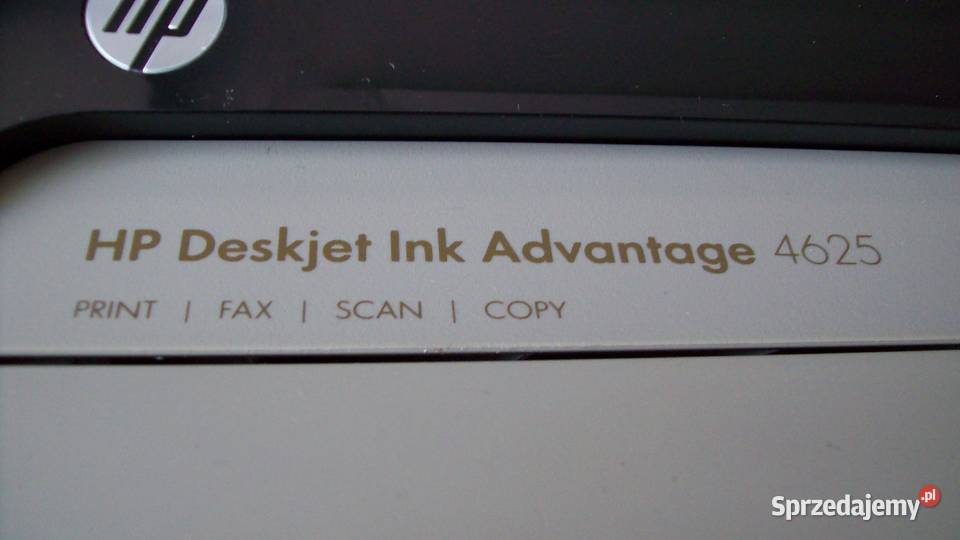 hp
HP Deskjet Ink Advantage 4625
PRINT | FAX | SCAN | COPY
Sprzedajemy.pl